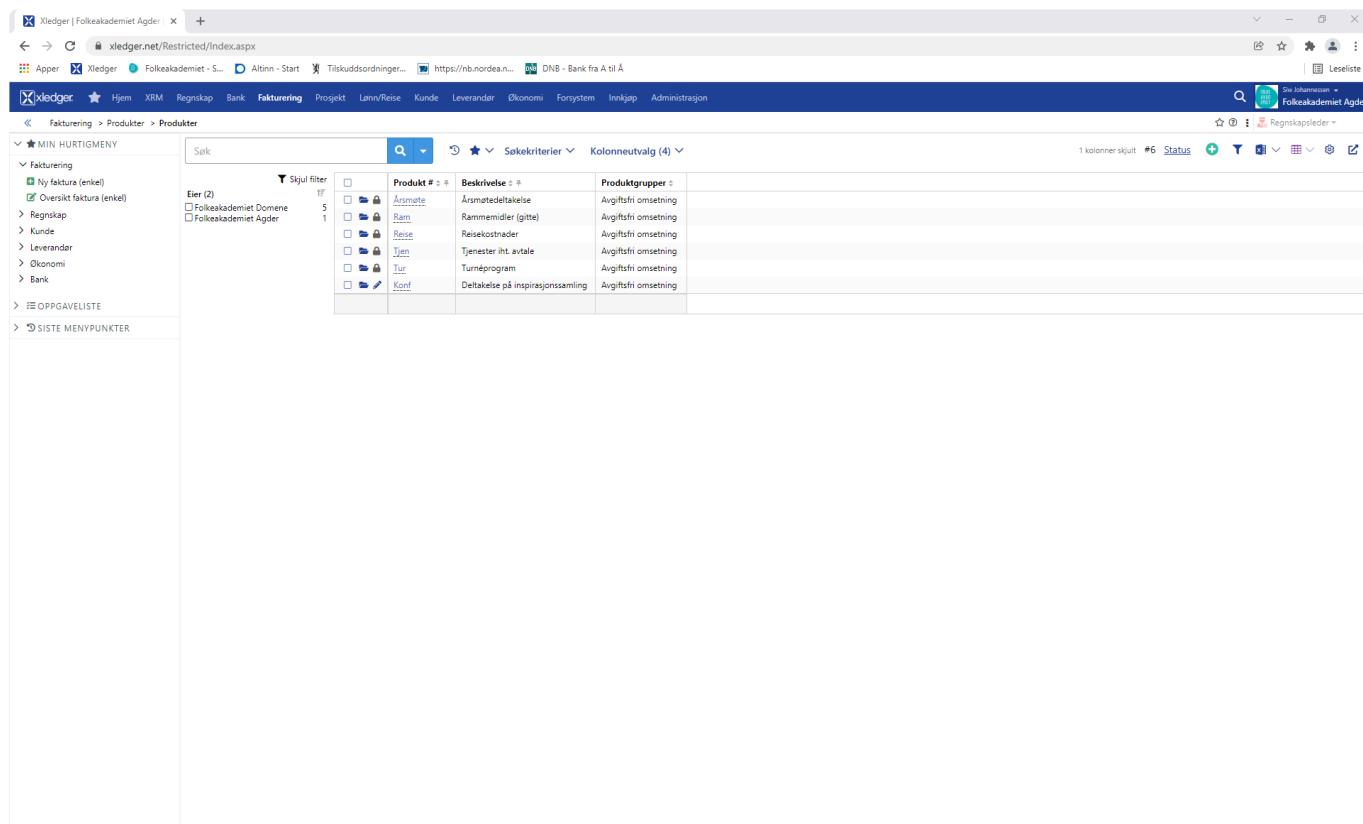 Xledger | Folkeakademiet Agder
xledger.net/Restricted/Index.aspx
Apper Xledger Folkeakademiet - S... Altinn - Start Tilskuddsordninger... https://nb.nordea.n... DNB - Bank fra A til Å Leseliste
xledger Hjem XRM Regnskap Bank Fakturering Prosjekt Lønn/Reise Kunde Leverandør Økonomi Forsystem Innkjøp Administrasjon Siw Johannessen
Folkeakademiet Agde
Fakturering > Produkter > Produkter Regnskapsleder
MIN HURTIGMENY
Fakturering
Ny faktura (enkel)
Oversikt faktura (enkel)
Regnskap
Kunde
Leverandør
Økonomi
Bank
OPPGAVELISTE
SISTE MENYPUNKTER
Søk Søkekriterier Kolonneutvalg (4) 1 kolonner skjult #6 Status
Skjul filter
Eier (2)
Folkeakademiet Domene 5
Folkeakademiet Agder 1
Produkt # Beskrivelse Produktgrupper
Årsmøte Årsmøtedeltakelse Avgiftsfri omsetning
Ram Rammemidler (gitte) Avgiftsfri omsetning
Reise Reisekostnader Avgiftsfri omsetning
Tjen Tjenester iht. avtale Avgiftsfri omsetning
Tur Turnéprogram Avgiftsfri omsetning
Konf Deltakelse på inspirasjonssamling Avgiftsfri omsetning